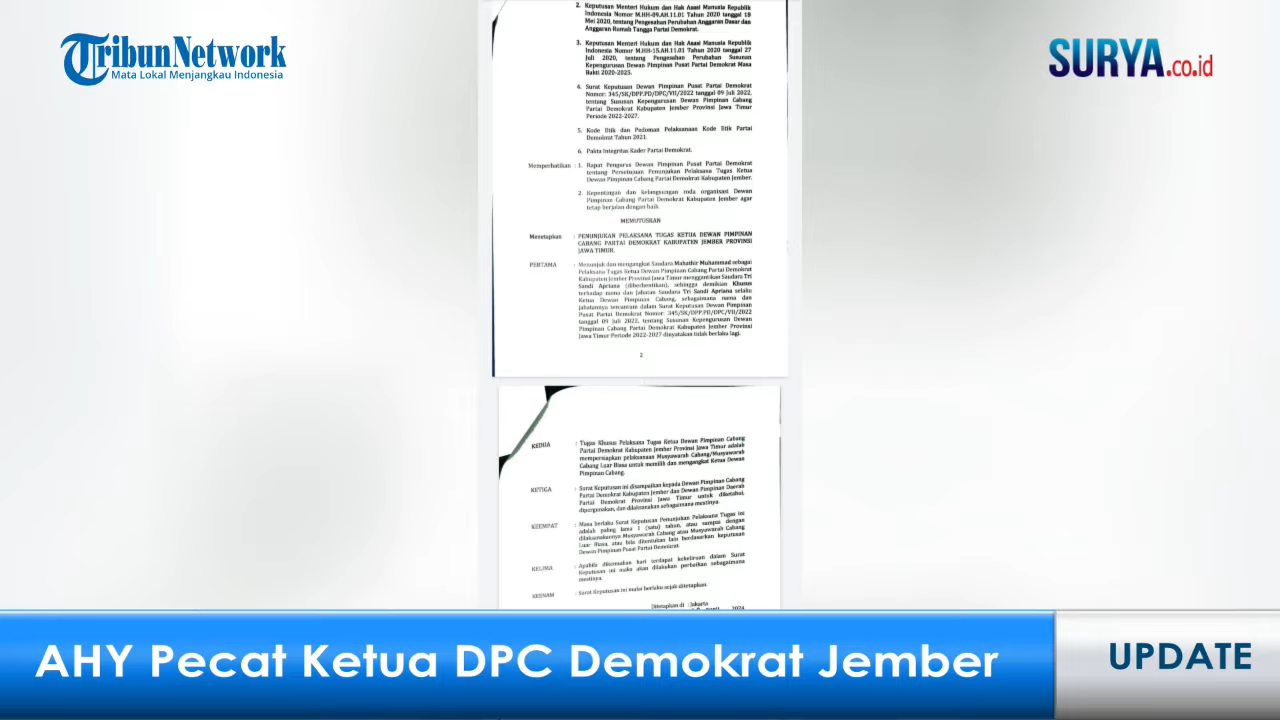 TribunNetwork
Mata Lokal Menjangkau Indonesia
SURYA.co.id
2. Keputusan Menteri Hukum dan Hak Asasi Manusia Republik
Indonesia Nomor M.HH-09.AH.11.01 Tahun 2020 tanggal 18
Mei 2020, tentang Pengesahan Perubahan Anggaran Dasar dan
Anggaran Rumah Tangga Partai Demokrat.
3. Keputusan Menteri Hukum dan Hak Asasi Manusia Republik
Indonesia Nomor M.HH-15.AH.11.01 Tahun 2020 tanggal 27
Juli 2020, tentang Pengesahan Perubahan Susunan
Kepengurusan Dewan Pimpinan Pusat Partai Demokrat Masa
Bakti 2020-2025.
4. Surat Keputusan Dewan Pimpinan Pusat Partai Demokrat
Nomor: 345/SK/DPP.PD/DPC/VII/2022 tanggal 09 Juli 2022,
tentang Susunan Kepengurusan Dewan Pimpinan Cabang
Partai Demokrat Kabupaten Jember Provinsi Jawa Timur
Periode 2022-2027.
5. Kode Etik dan Pedoman Pelaksanaan Kode Etik Partai
Demokrat Tahun 2021.
6. Pakta Integritas Kader Partai Demokrat.
Memperhatikan : 1. Rapat Pengurus Dewan Pimpinan Pusat Partai Demokrat
tentang Persetujuan Penunjukan Pelaksana Tugas Ketua
Dewan Pimpinan Cabang Partai Demokrat Kabupaten Jember.
2. Kepentingan dan kelangsungan roda organisasi Dewan
Pimpinan Cabang Partai Demokrat Kabupaten Jember agar
tetap berjalan dengan baik
MEMUTUSKAN
Menetapkan : PENUNJUKAN PELAKSANA TUGAS KETUA DEWAN PIMPINAN
CABANG PARTAI DEMOKRAT KABUPATEN JEMBER PROVINSI
JAWA TIMUR.
PERTAMA : Menunjuk dan mengangkat Saudara Mahathir Muhammad sebagai
Pelaksana Tugas Ketua Dewan Pimpinan Cabang Partai Demokrat
Kabupaten Jember Provinsi Jawa Timur menggantikan Saudara Tri
Sandi Apriana (diberhentikan), sehingga demikian Khusus
terhadap nama dan Jabatan Saudara Tri Sandi Apriana selaku
Ketua Dewan Pimpinan Cabang, sebagaimana nama dan
jabatannya tercantum dalam Surat Keputusan Dewan Pimpinan
Pusat Partai Demokrat Nomor: 345/SK/DPP.PD/DPC/VII/2022
tanggal 09 Juli 2022, tentang Susunan Kepengurusan Dewan
Pimpinan Cabang Partai Demokrat Kabupaten Jember Provinsi
Jawa Timur Periode 2022-2027 dinyatakan tidak berlaku lagi.
2
KEDUA : Tugas Khusus Pelaksana Tugas Ketua Dewan Pimpinan Cabang
Partai Demokrat Kabupaten Jember Provinsi Jawa Timur adalah
mempersiapkan pelaksanaan Musyawarah Cabang/Musyawarah
Cabang Luar Biasa untuk memilih dan mengangkat Ketua Dewan
Pimpinan Cabang.
KETIGA : Surat Keputusan ini disampaikan kepada Dewan Pimpinan Cabang
Partai Demokrat Kabupaten Jember dan Dewan Pimpinan Daerah
Partai Demokrat Provinsi Jawa Timur untuk diketahui,
dipergunakan, dan dilaksanakan sebagaimana mestinya.
KEEMPAT : Masa berlaku Surat Keputusan Penunjukan Pelaksana Tugas ini
adalah paling lama 1 (satu) tahun, atau sampai dengan
dilaksanakannya Musyawarah Cabang atau Musyawarah Cabang
Luar Biasa, atau bila ditentukan lain berdasarkan keputusan
Dewan Pimpinan Pusat Partai Demokrat.
KELIMA : Apabila dikemudian hari terdapat kekeliruan dalam Surat
Keputusan ini maka akan dilakukan perbaikan sebagaimana
mestinya.
KEENAM : Surat Keputusan ini mulai berlaku sejak ditetapkan.
Ditetapkan di : Jakarta
2024
AHY Pecat Ketua DPC Demokrat Jember
UPDATE